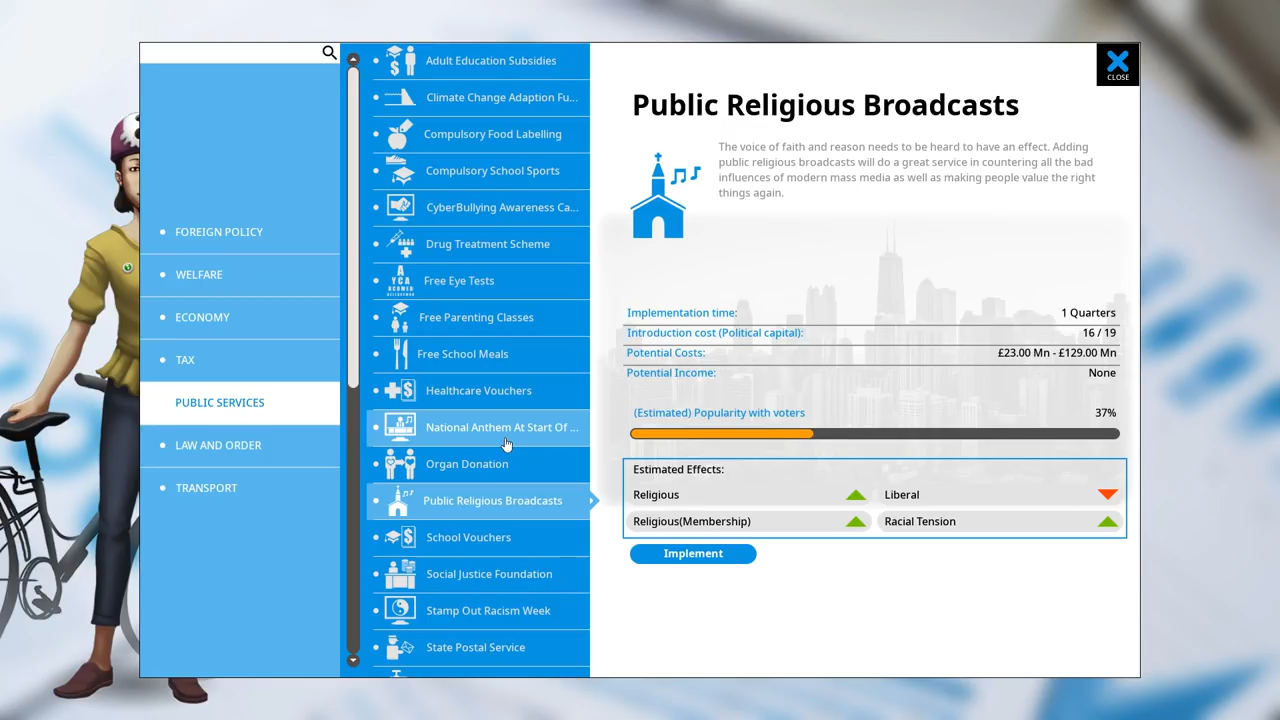 FOREIGN POLICY
WELFARE
ECONOMY
TAX
PUBLIC SERVICES
LAW AND ORDER
TRANSPORT
Adult Education Subsidies
Climate Change Adaption Fu...
Compulsory Food Labelling
Compulsory School Sports
CyberBullying Awareness Ca...
Drug Treatment Scheme
Free Eye Tests
Free Parenting Classes
Free School Meals
Healthcare Vouchers
National Anthem At Start Of ...
Organ Donation
Public Religious Broadcasts
School Vouchers
Social Justice Foundation
Stamp Out Racism Week
State Postal Service
CLOSE
Public Religious Broadcasts
The voice of faith and reason needs to be heard to have an effect. Adding
public religious broadcasts will do a great service in countering all the bad
influences of modern mass media as well as making people value the right
things again.
Implementation time: 1 Quarters
Introduction cost (Political capital): 16 / 19
Potential Costs: £23.00 Mn - £129.00 Mn
Potential Income: None
(Estimated) Popularity with voters 37%
Estimated Effects:
Religious Liberal
Religious(Membership) Racial Tension
Implement